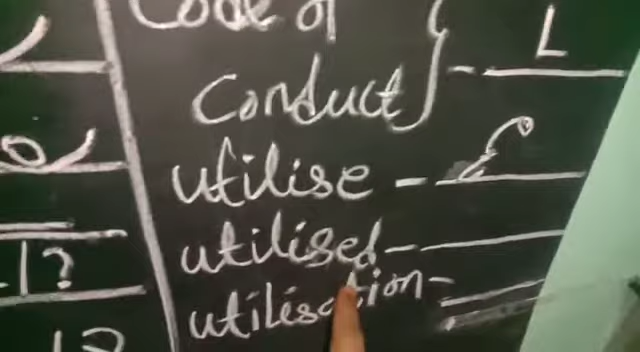 Code of
Conduct
utilise -
utilised -
utilisation -